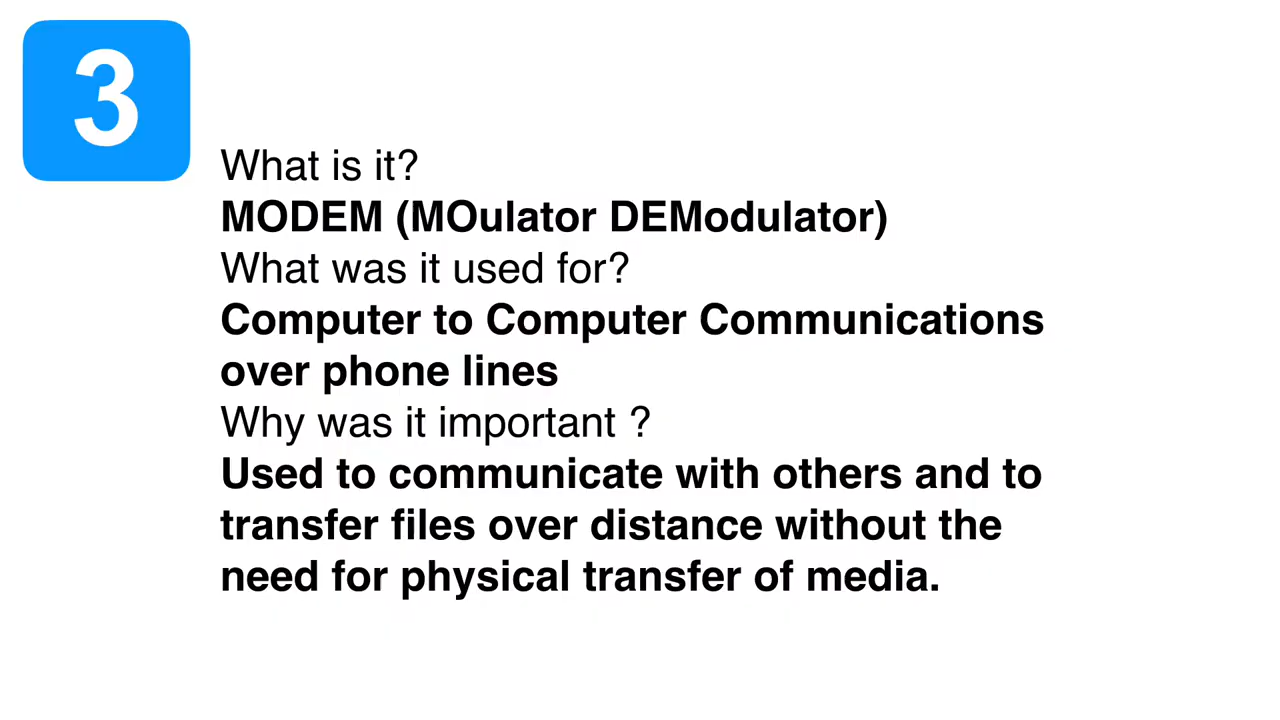 3
What is it?
MODEM (MOulator DEModulator)
What was it used for?
Computer to Computer Communications
over phone lines
Why was it important ?
Used to communicate with others and to
transfer files over distance without the
need for physical transfer of media.